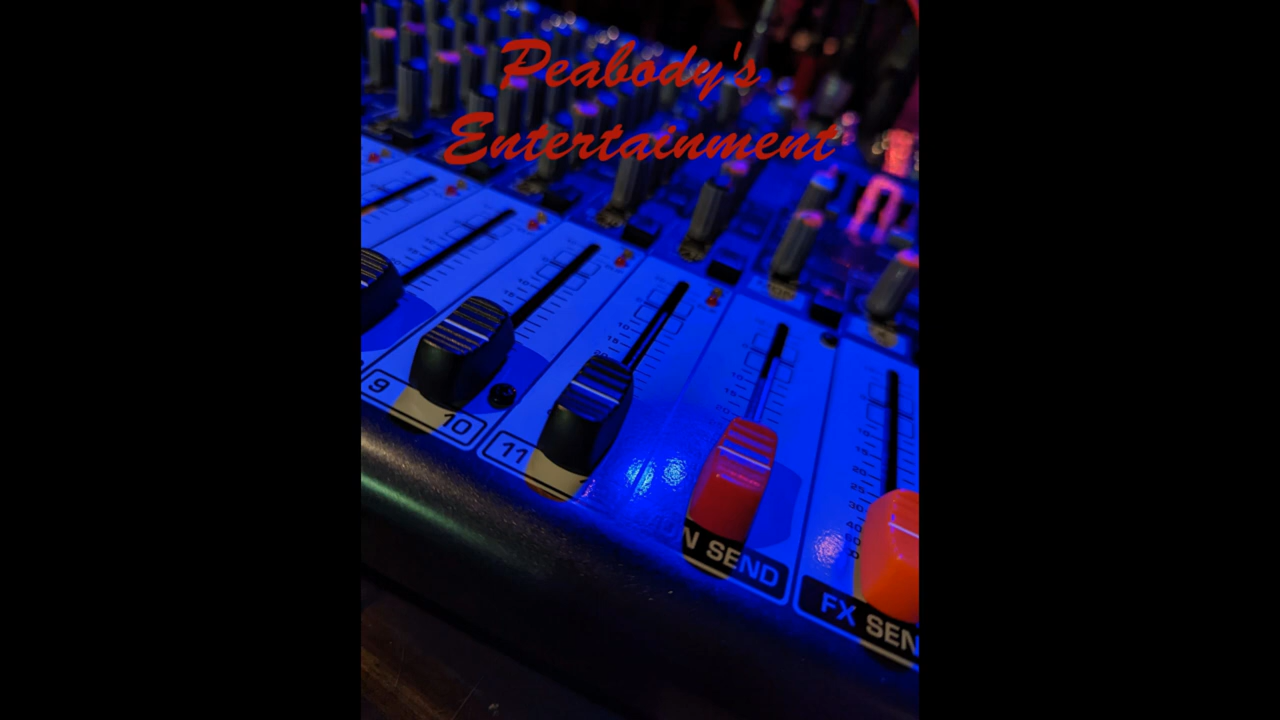 Peabody's
Entertainment
9
10
11
N SEND
FX SEN